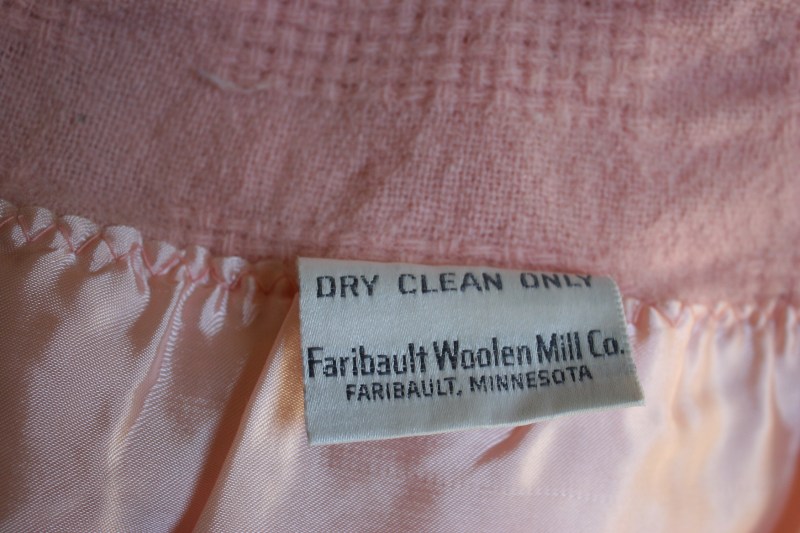 DRY CLEAN ONLY
Faribault Woolen Mill Co.
FARIBAULT, MINNESOTA